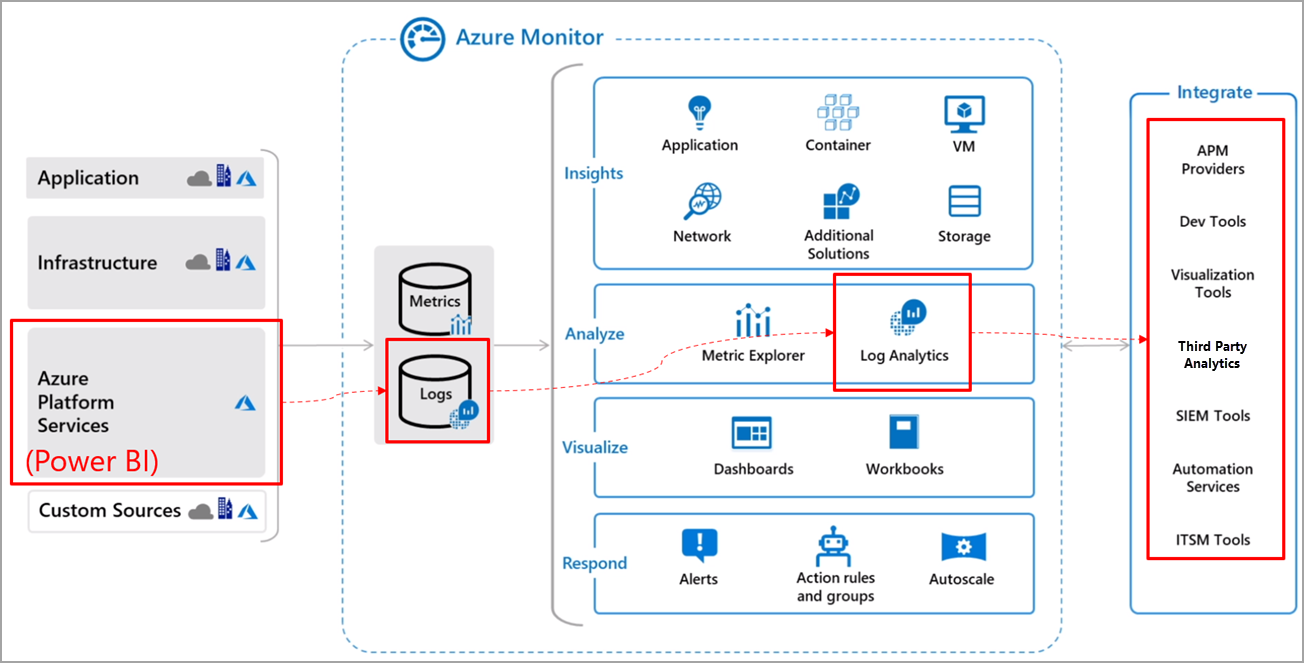 Azure Monitor
Application
Infrastructure
Azure
Platform
Services
(Power BI)
Custom Sources
Metrics
Logs
Insights
Application
Container
VM
Network
Additional
Solutions
Storage
Analyze
Metric Explorer
Log Analytics
Visualize
Dashboards
Workbooks
Respond
Alerts
Action rules
and groups
Autoscale
Integrate
APM
Providers
Dev Tools
Visualization
Tools
Third Party
Analytics
SIEM Tools
Automation
Services
ITSM Tools